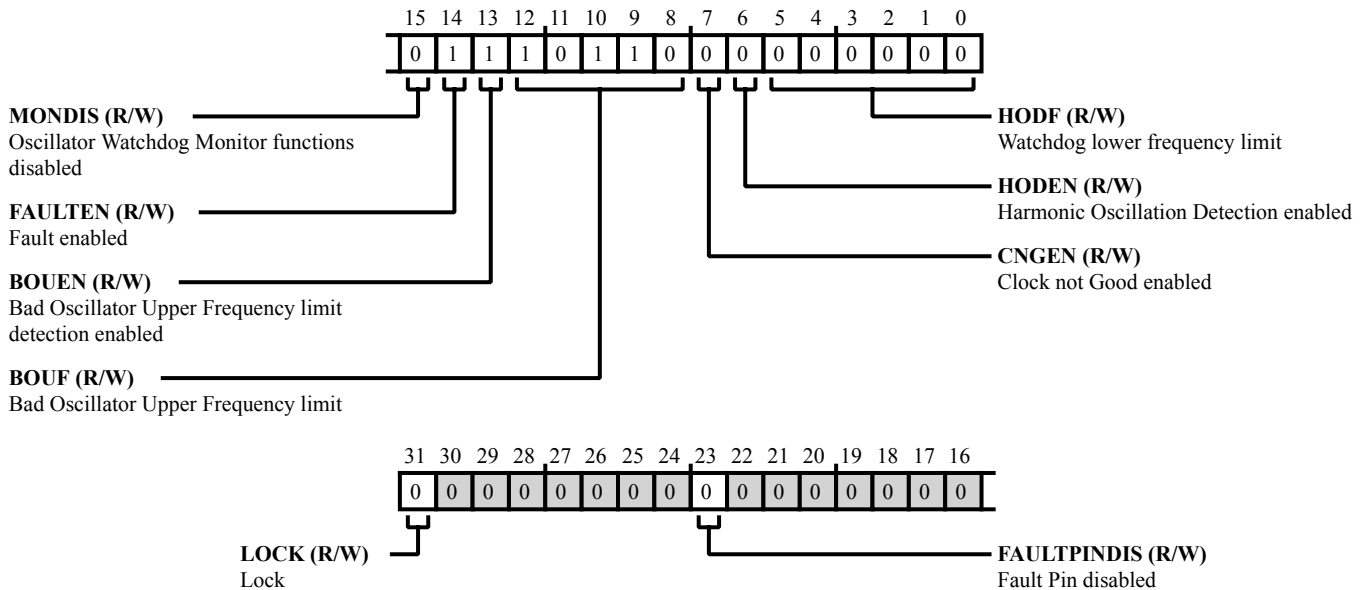 15 14 13 12 11 10 9 8 7 6 5 4 3 2 1 0
0 1 1 1 0 1 1 0 0 0 0 0 0 0 0 0
MONDIS (R/W)
Oscillator Watchdog Monitor functions
disabled
FAULTEN (R/W)
Fault enabled
BOUEN (R/W)
Bad Oscillator Upper Frequency limit
detection enabled
BOUF (R/W)
Bad Oscillator Upper Frequency limit
HODF (R/W)
Watchdog lower frequency limit
HODEN (R/W)
Harmonic Oscillation Detection enabled
CNGEN (R/W)
Clock not Good enabled
31 30 29 28 27 26 25 24 23 22 21 20 19 18 17 16
0 0 0 0 0 0 0 0 0 0 0 0 0 0 0 0
LOCK (R/W)
Lock
FAULTPINDIS (R/W)
Fault Pin disabled